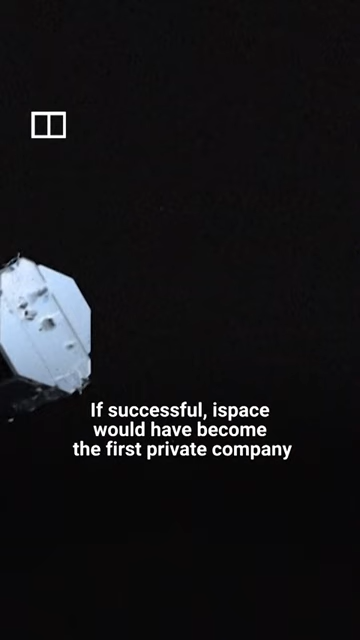 If successful, ispace
would have become
the first private company